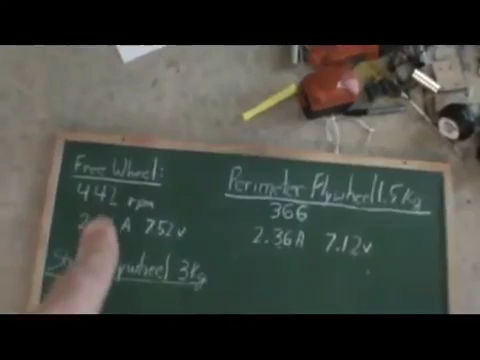 Free Wheel:
442 rpm
A 7.52v
flywheel 3Kg
Perimeter Flywheel 1.5Kg
366
2.36A 7.12v